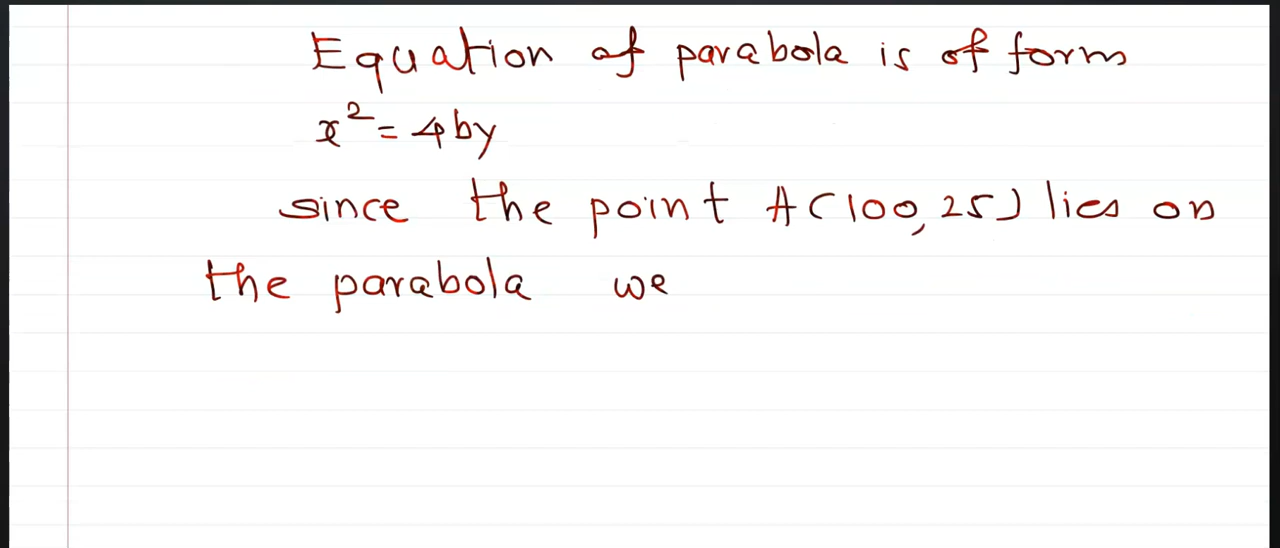 Equation of parabola is of form
x² = 4by
since the point A(100, 25) lies on
the parabola we